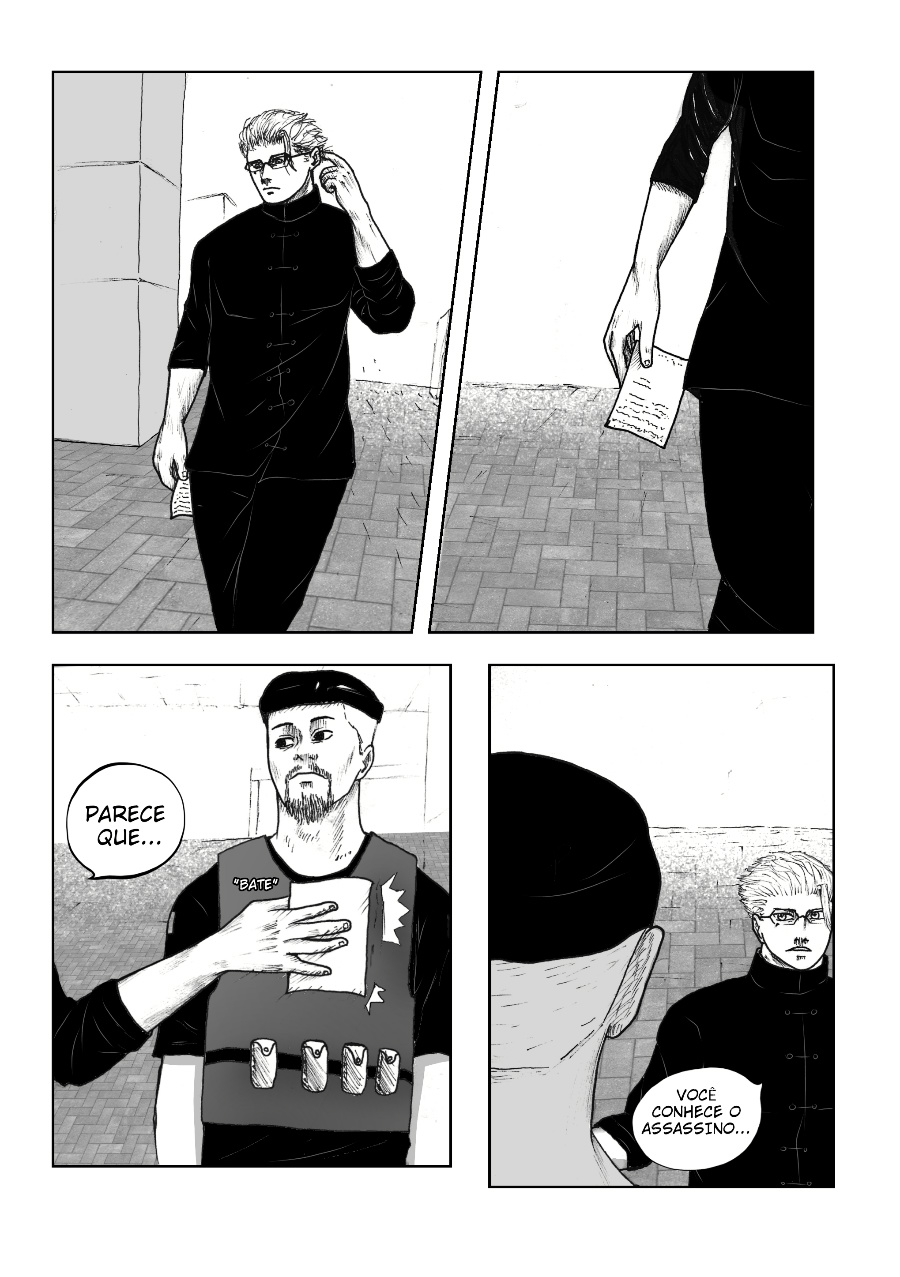 PARECE
QUE...
"BATE"
VOCÊ
CONHECE O
ASSASSINO...